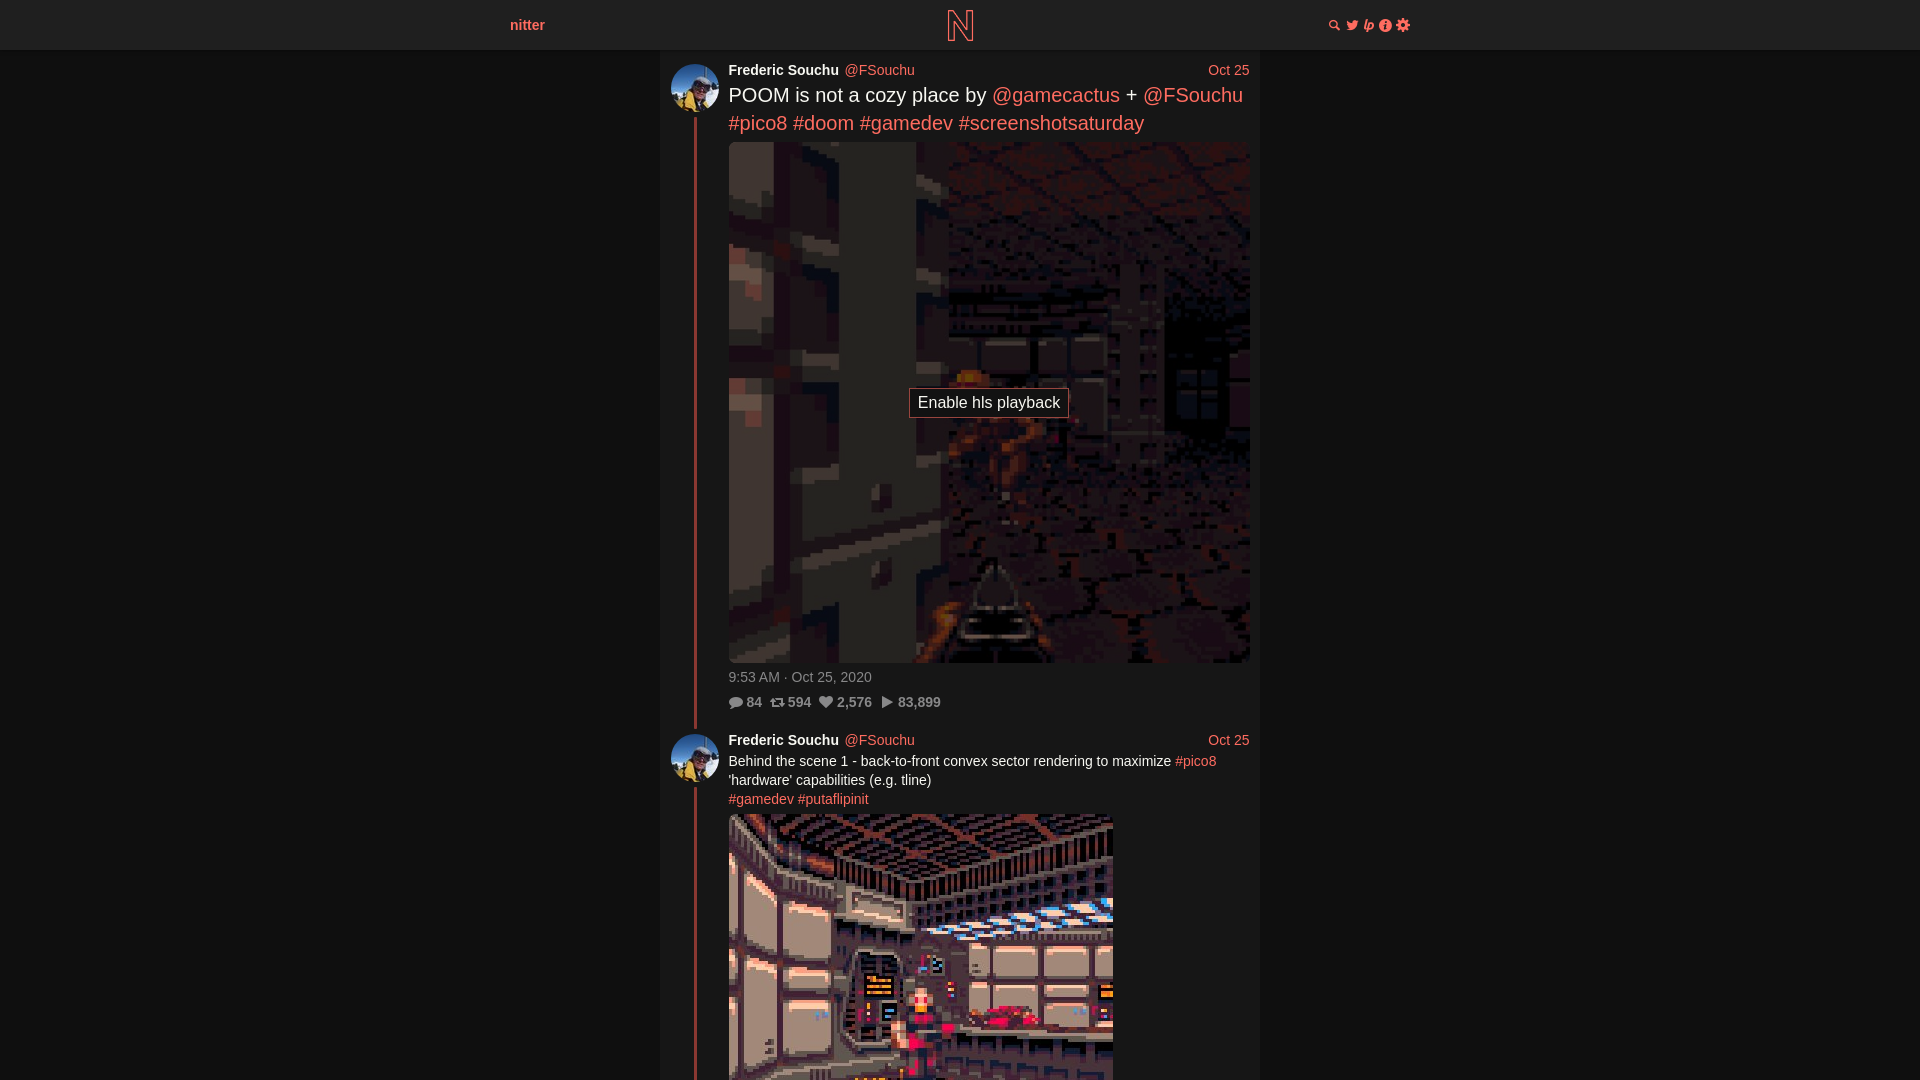 nitter
Frederic Souchu @FSouchu Oct 25
POOM is not a cozy place by @gamecactus + @FSouchu
#pico8 #doom #gamedev #screenshotsaturday
Enable hls playback
9:53 AM · Oct 25, 2020
84 594 2,576 83,899
Frederic Souchu @FSouchu Oct 25
Behind the scene 1 - back-to-front convex sector rendering to maximize #pico8
'hardware' capabilities (e.g. tline)
#gamedev #putaflipinit